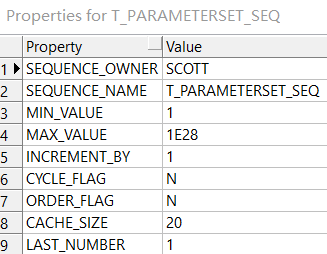 Properties for T_PARAMETERSET_SEQ
Property Value
1 SEQUENCE_OWNER SCOTT
2 SEQUENCE_NAME T_PARAMETERSET_SEQ
3 MIN_VALUE 1
4 MAX_VALUE 1E28
5 INCREMENT_BY 1
6 CYCLE_FLAG N
7 ORDER_FLAG N
8 CACHE_SIZE 20
9 LAST_NUMBER 1